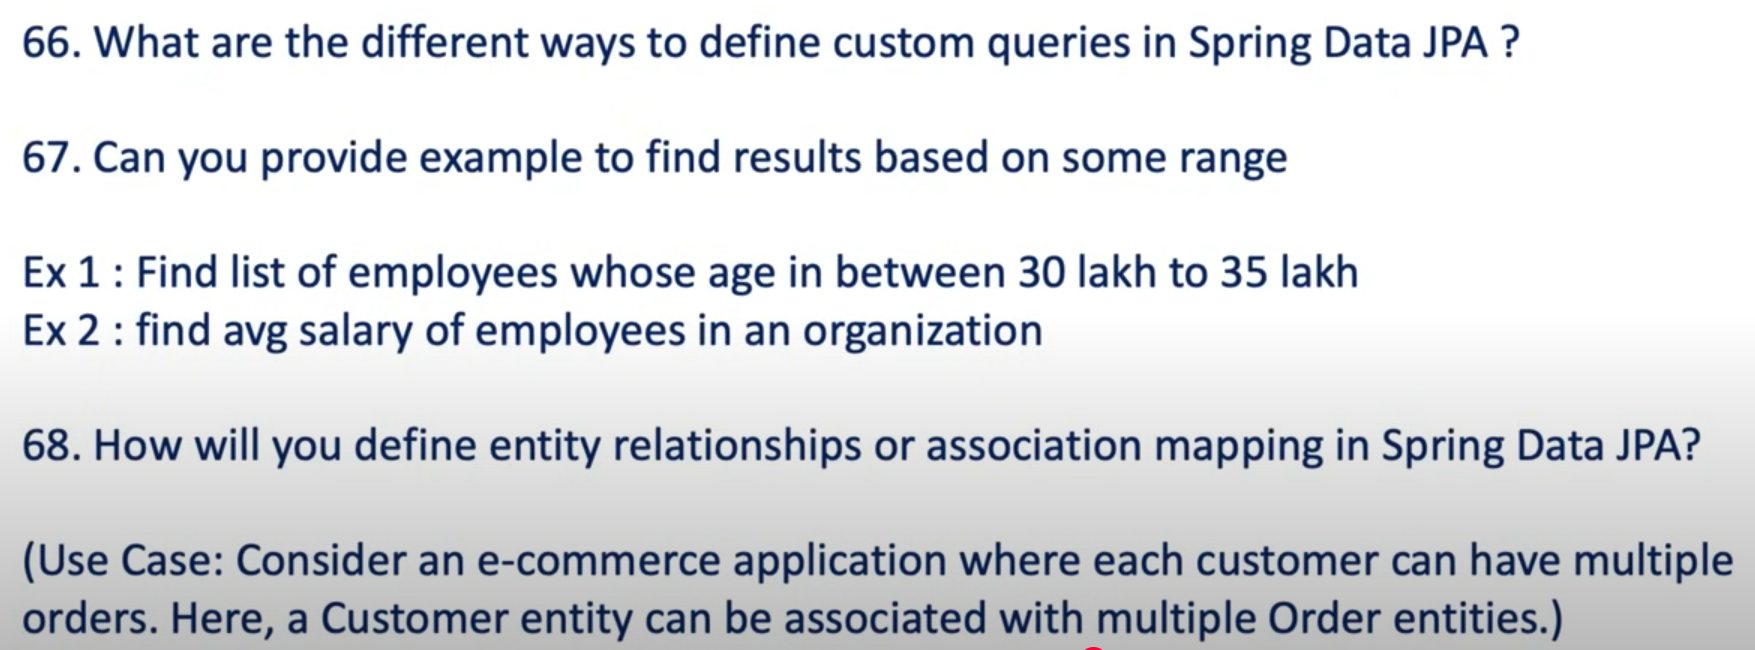 66. What are the different ways to define custom queries in Spring Data JPA ?
67. Can you provide example to find results based on some range
Ex 1 : Find list of employees whose age in between 30 lakh to 35 lakh
Ex 2 : find avg salary of employees in an organization
68. How will you define entity relationships or association mapping in Spring Data JPA?
(Use Case: Consider an e-commerce application where each customer can have multiple
orders. Here, a Customer entity can be associated with multiple Order entities.)